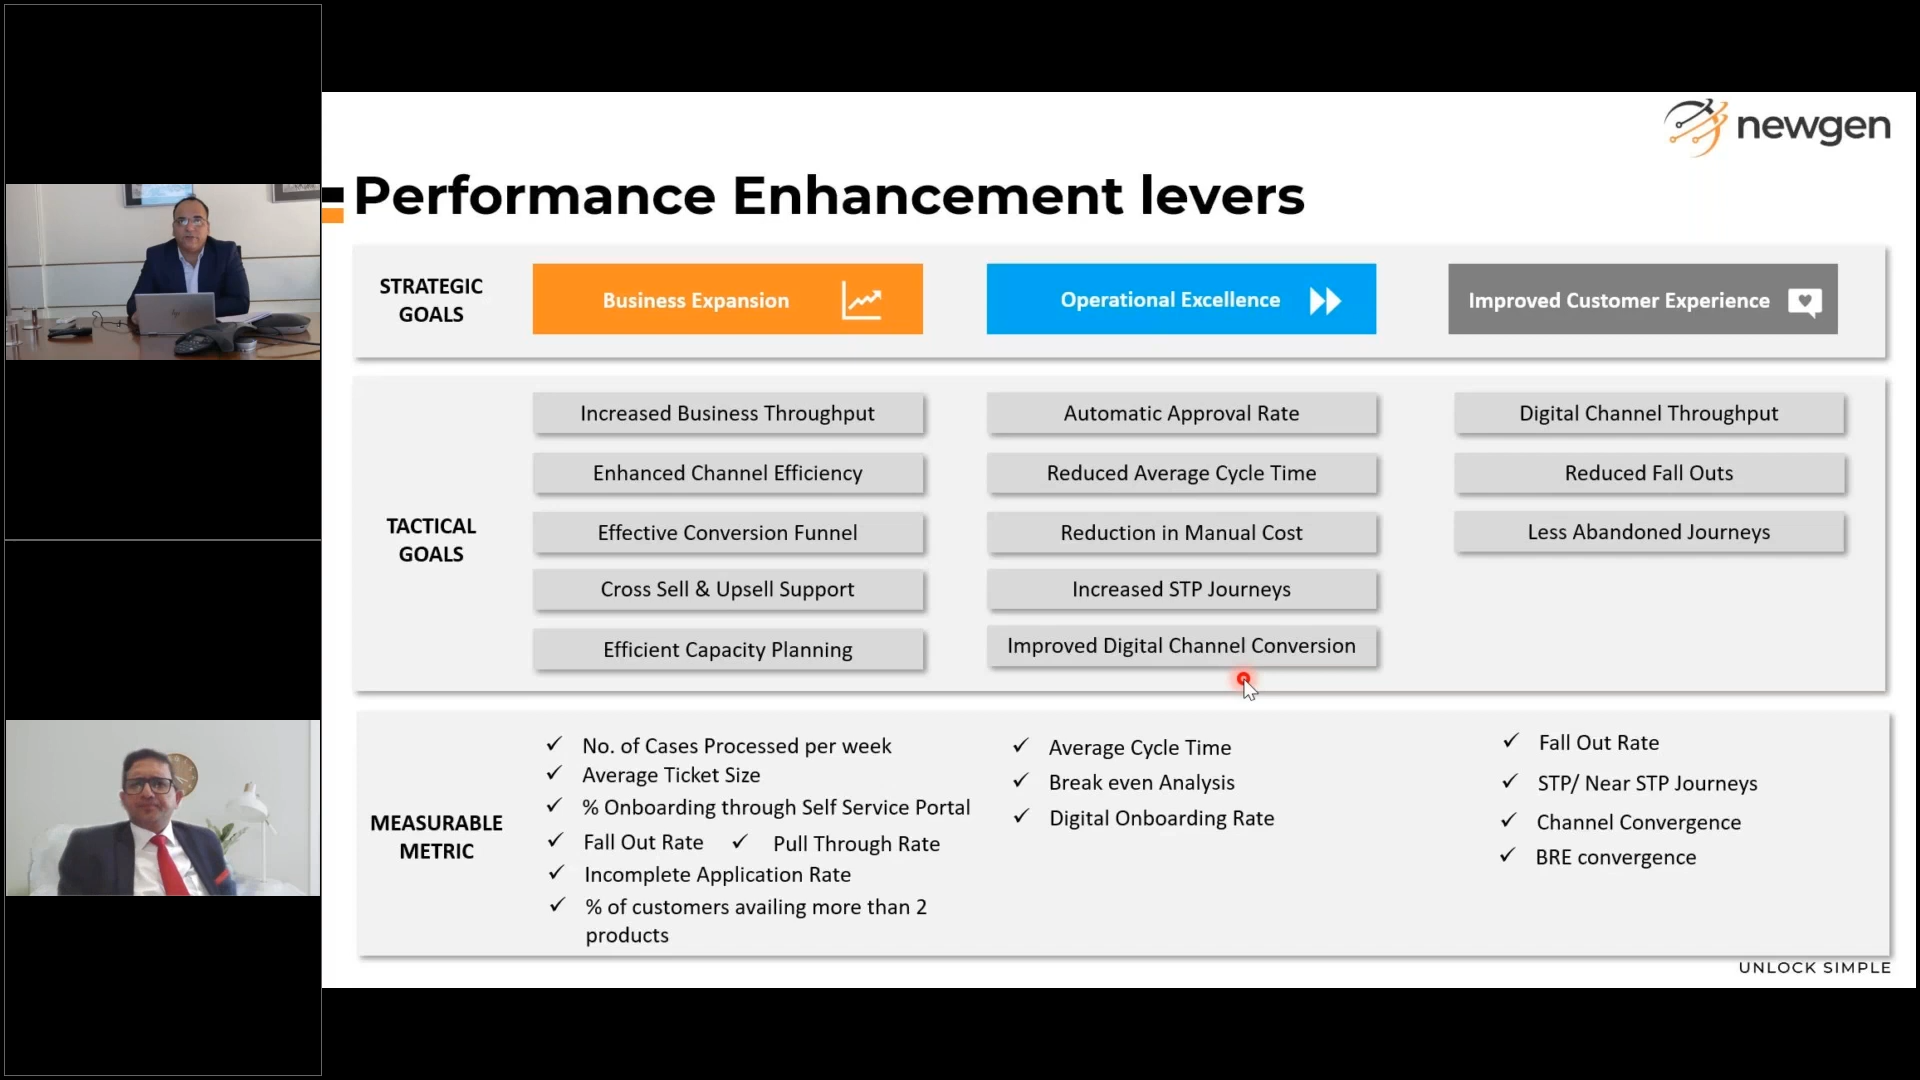 newgen
Performance Enhancement levers
STRATEGIC
GOALS
Business Expansion
Operational Excellence
Improved Customer Experience
TACTICAL
GOALS
Increased Business Throughput
Enhanced Channel Efficiency
Effective Conversion Funnel
Cross Sell & Upsell Support
Efficient Capacity Planning
Automatic Approval Rate
Reduced Average Cycle Time
Reduction in Manual Cost
Increased STP Journeys
Improved Digital Channel Conversion
Digital Channel Throughput
Reduced Fall Outs
Less Abandoned Journeys
MEASURABLE
METRIC
✓ No. of Cases Processed per week
✓ Average Ticket Size
✓ % Onboarding through Self Service Portal
✓ Fall Out Rate ✓ Pull Through Rate
✓ Incomplete Application Rate
✓ % of customers availing more than 2
products
✓ Average Cycle Time
✓ Break even Analysis
✓ Digital Onboarding Rate
✓ Fall Out Rate
✓ STP/ Near STP Journeys
✓ Channel Convergence
✓ BRE convergence
UNLOCK SIMPLE